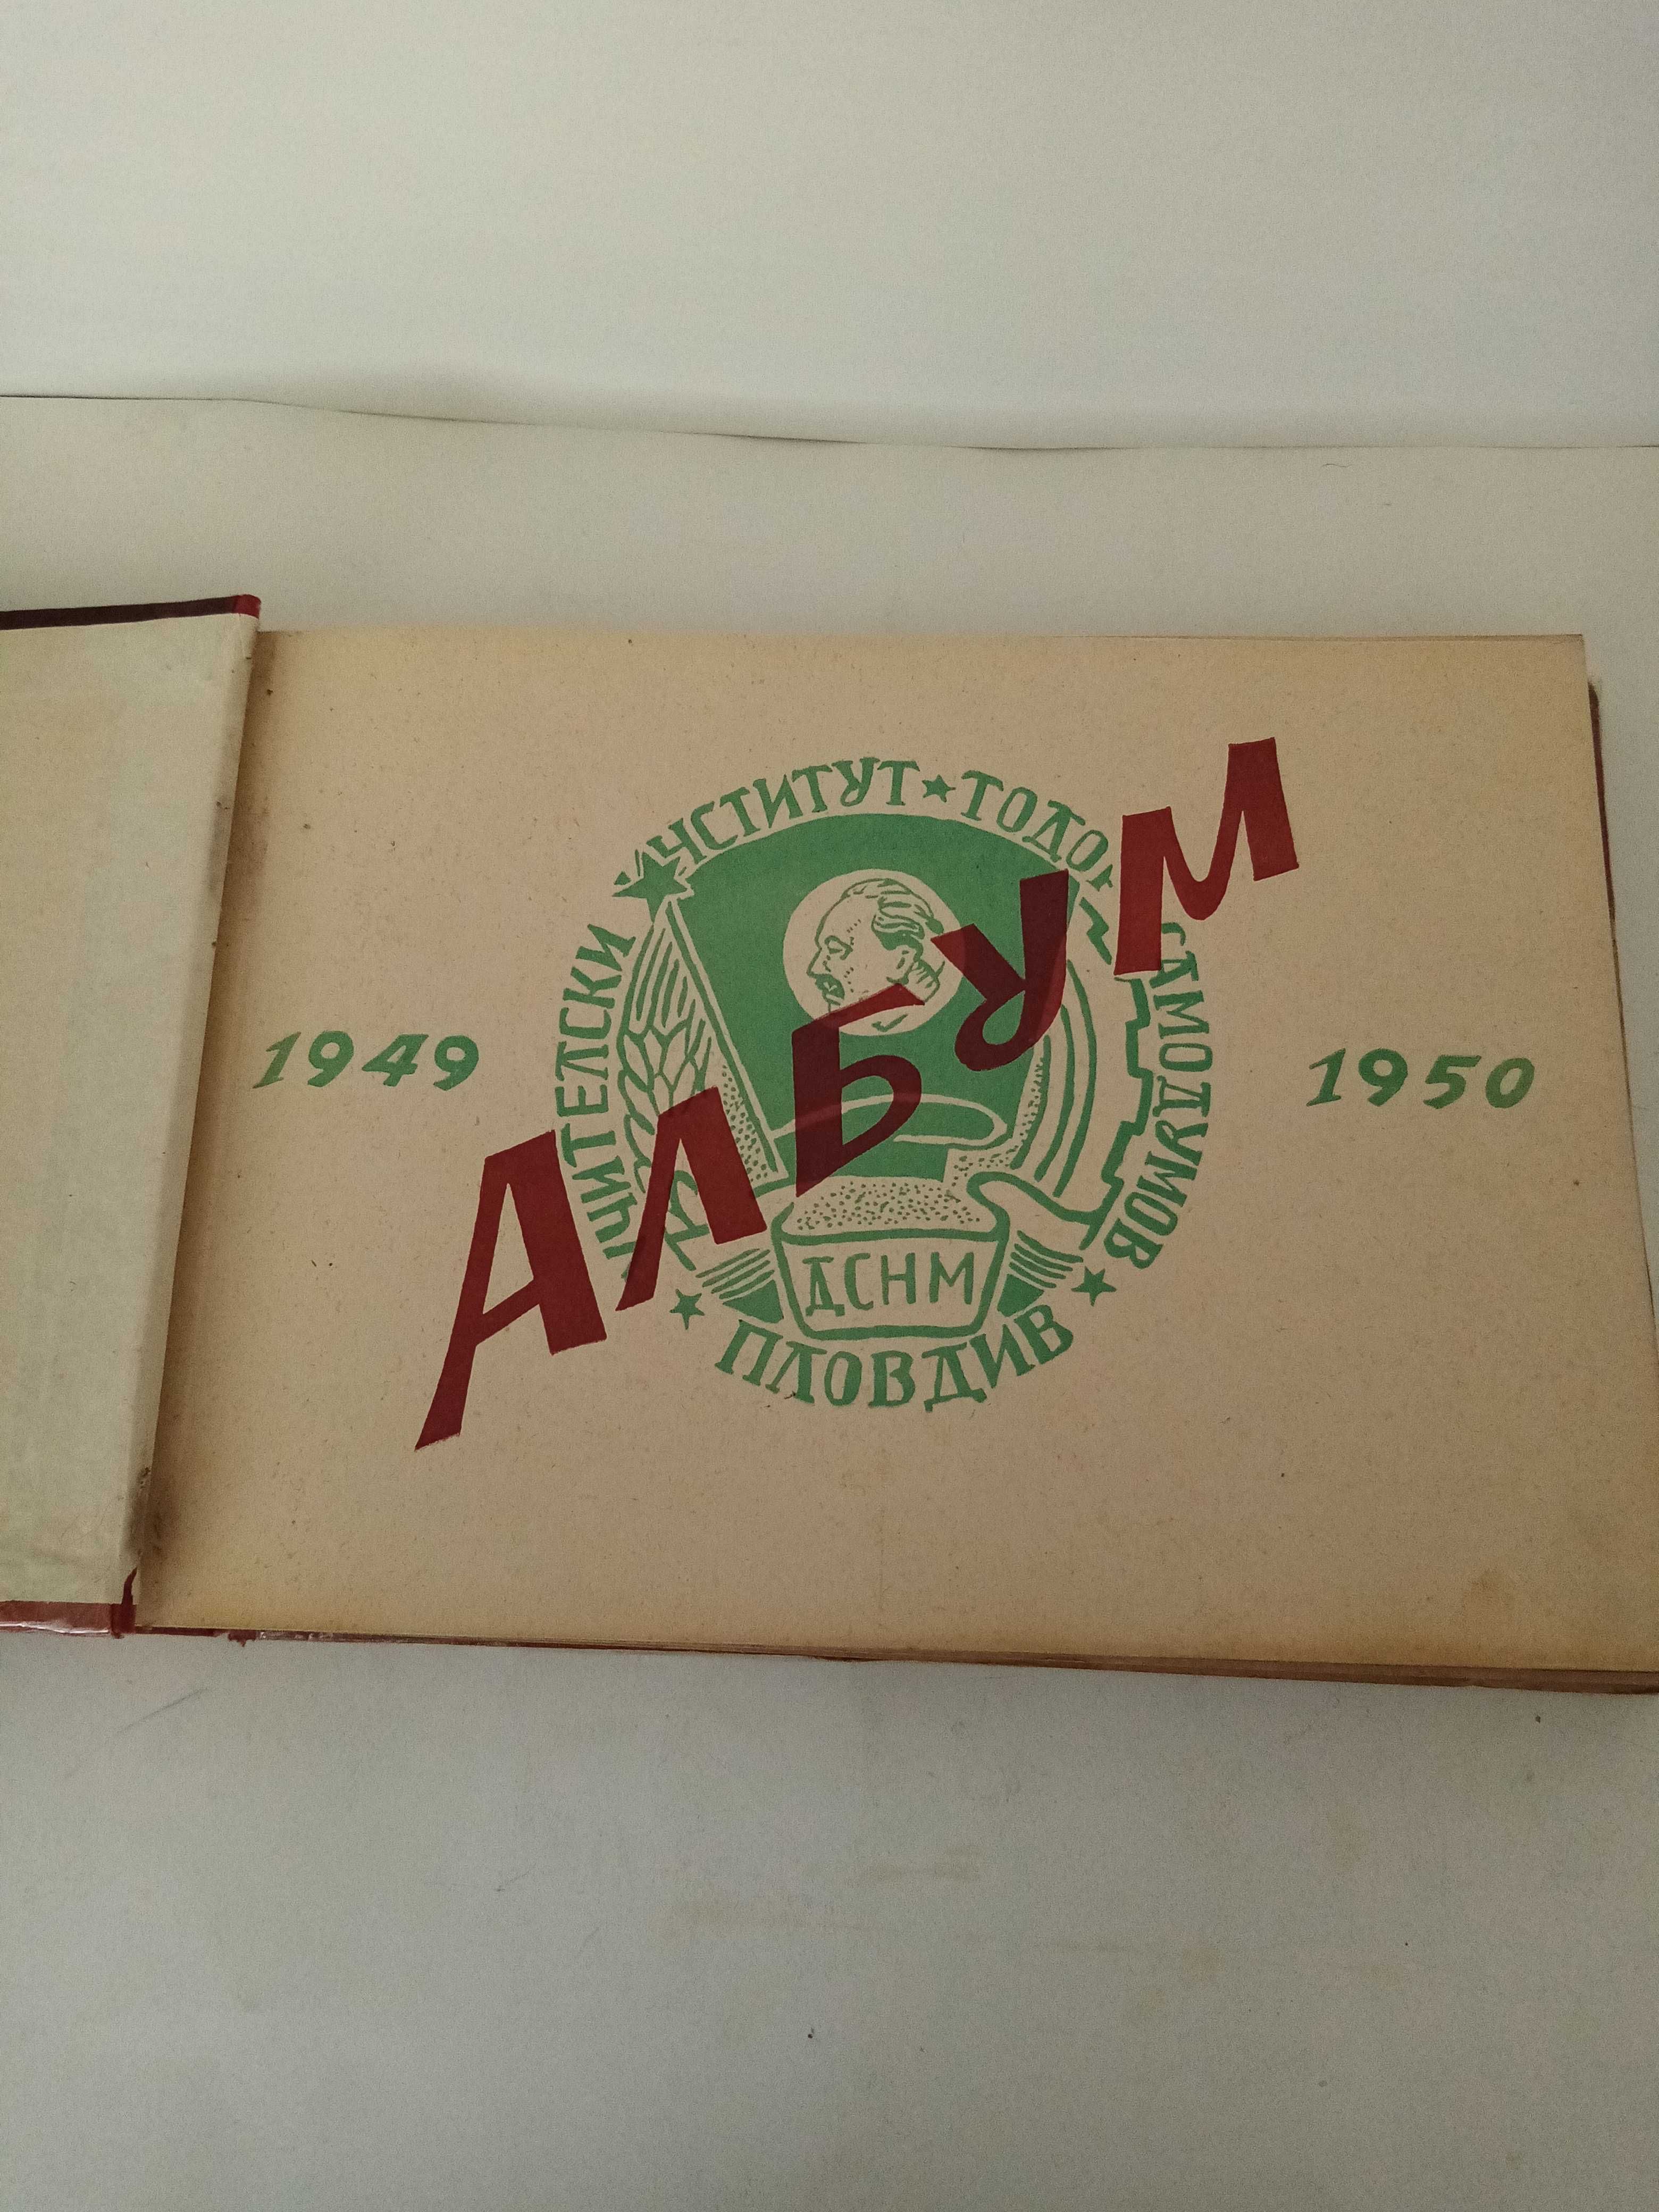 УЧИТЕЛСКИ ИНСТИТУТ ★ ТОДОР САМОДУМОВ
АЛБУМ
1949
1950
ДСНМ
★ ПЛОВДИВ ★